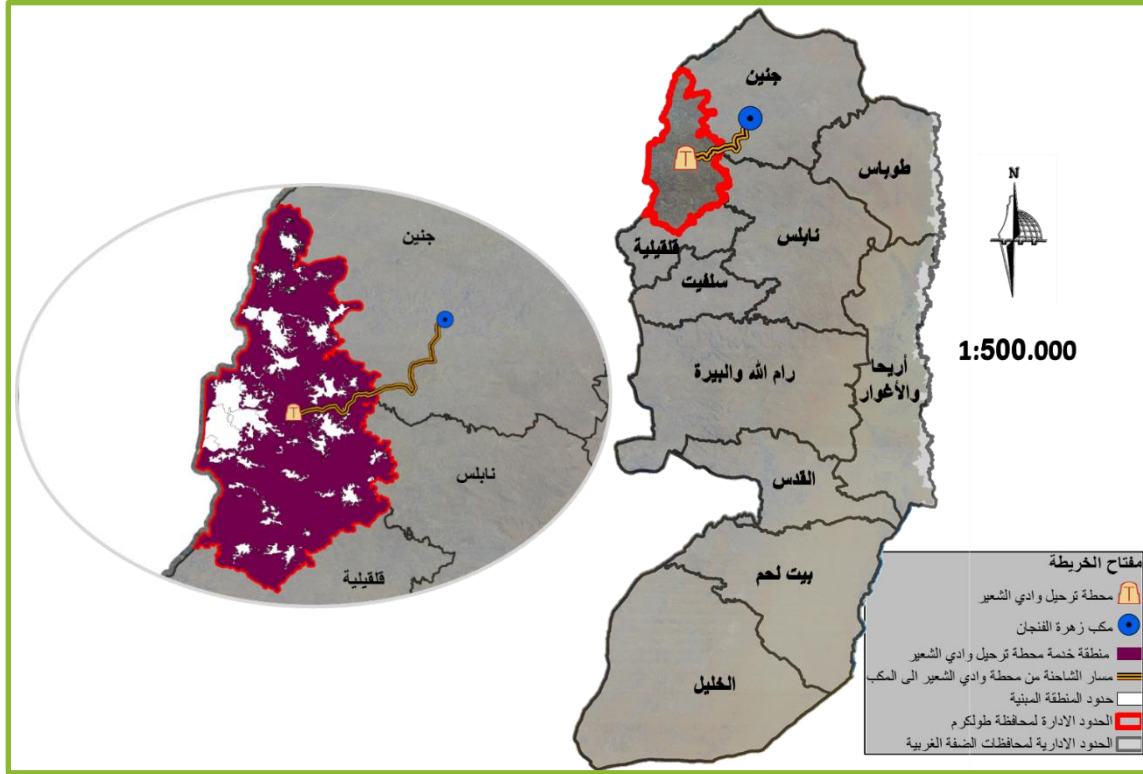 جنين
طوباس
نابلس
قلقيلية
سلفيت
رام الله والبيرة
أريحا
والأغوار
القدس
بيت لحم
الخليل
N
1:500.000
T
جنين
T
نابلس
قلقيلية
مفتاح الخريطة
T محطة ترحيل وادي الشعير
مكب زهرة الفنجان
منطقة خدمة محطة ترحيل وادي الشعير
مسار الشاحنة من محطة وادي الشعير الى المكب
حدود المنطقة المبنية
الحدود الادارة لمحافظة طولكرم
الحدود الادارية لمحافظات الضفة الغربية